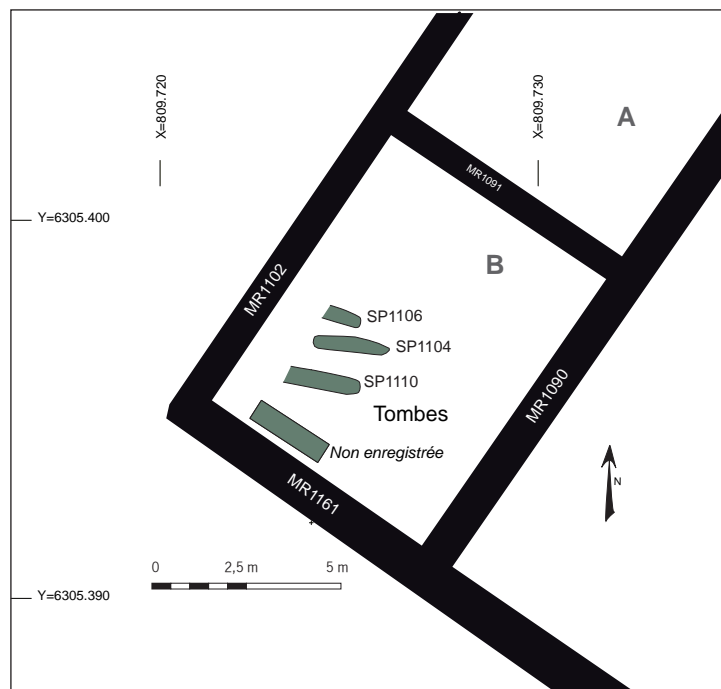 X=809.720
X=809.730
A
MR1091
Y=6305.400
B
MR1102
SP1106
SP1104
SP1110
MR1090
Tombes
Non enregistrée
MR1161
N
0 2,5 m 5 m
Y=6305.390